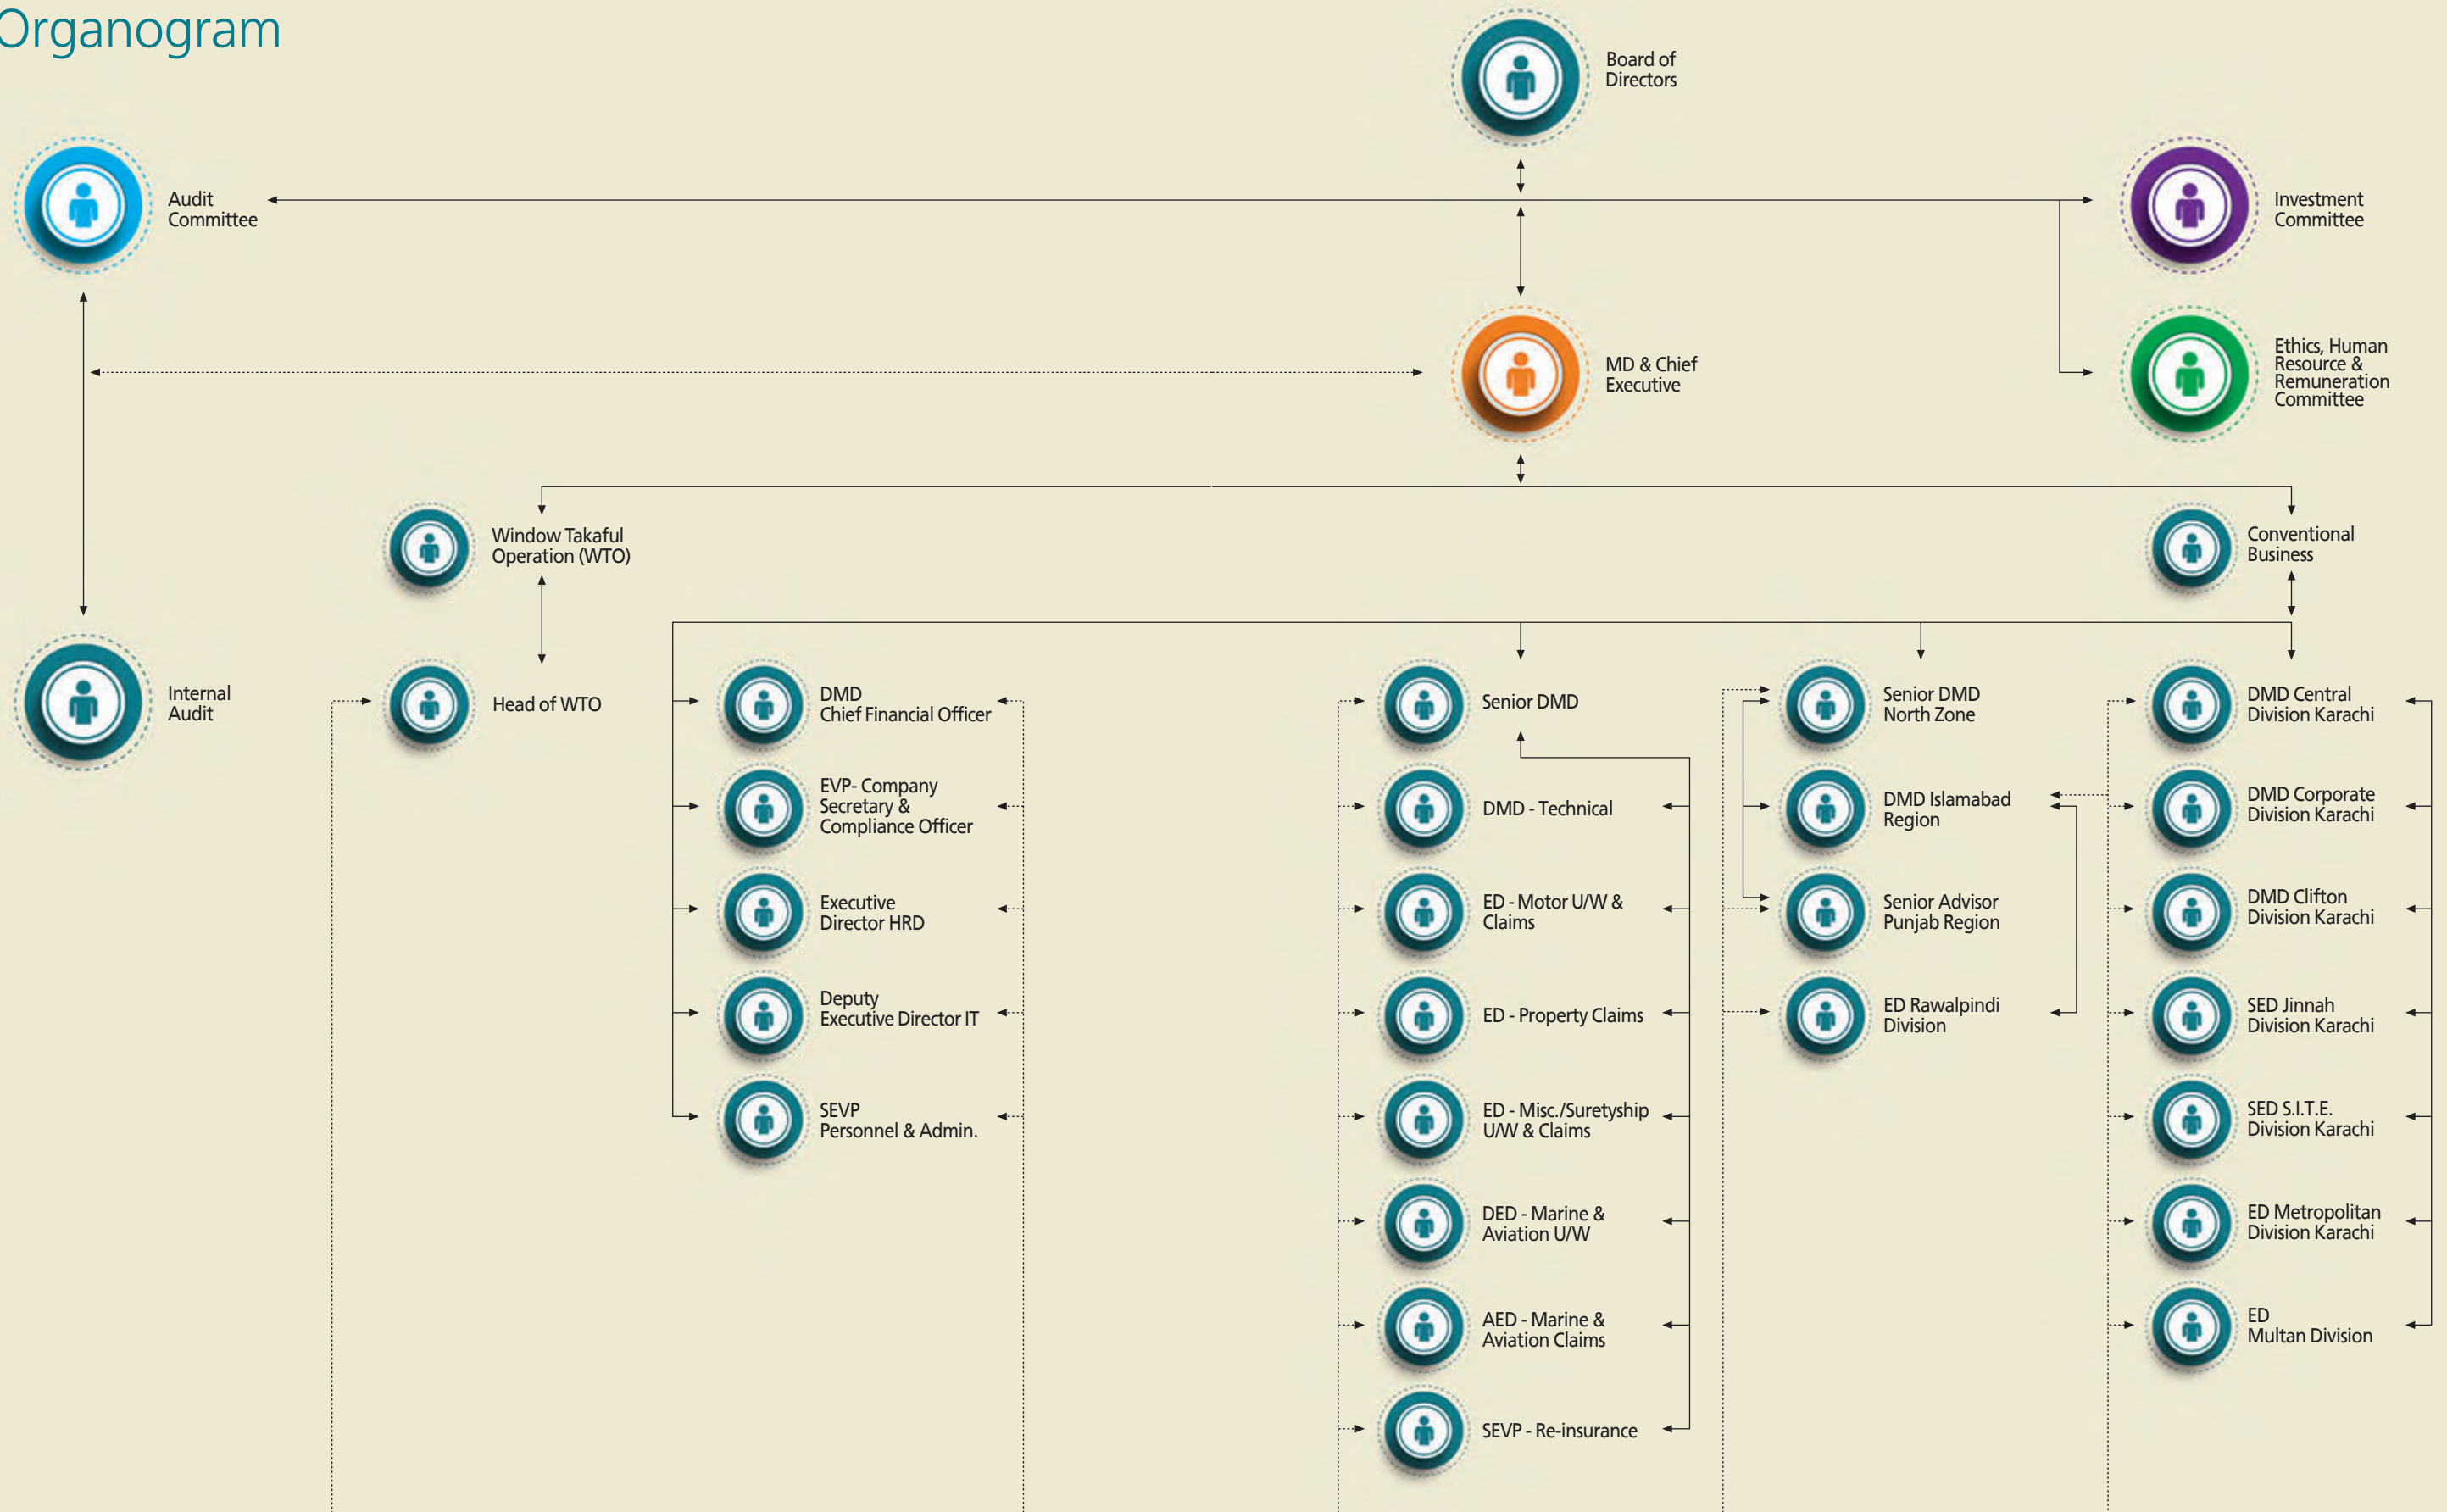 Organogram
Board of
Directors
Audit
Committee
Investment
Committee
MD & Chief
Executive
Ethics, Human
Resource &
Remuneration
Committee
Window Takaful
Operation (WTO)
Conventional
Business
Internal
Audit
Head of WTO
DMD
Chief Financial Officer
EVP- Company
Secretary &
Compliance Officer
Executive
Director HRD
Deputy
Executive Director IT
SEVP
Personnel & Admin.
Senior DMD
DMD - Technical
ED - Motor U/W &
Claims
ED - Property Claims
ED - Misc./Suretyship
U/W & Claims
DED - Marine &
Aviation U/W
AED - Marine &
Aviation Claims
SEVP - Re-insurance
Senior DMD
North Zone
DMD Islamabad
Region
Senior Advisor
Punjab Region
ED Rawalpindi
Division
DMD Central
Division Karachi
DMD Corporate
Division Karachi
DMD Clifton
Division Karachi
SED Jinnah
Division Karachi
SED S.I.T.E.
Division Karachi
ED Metropolitan
Division Karachi
ED
Multan Division